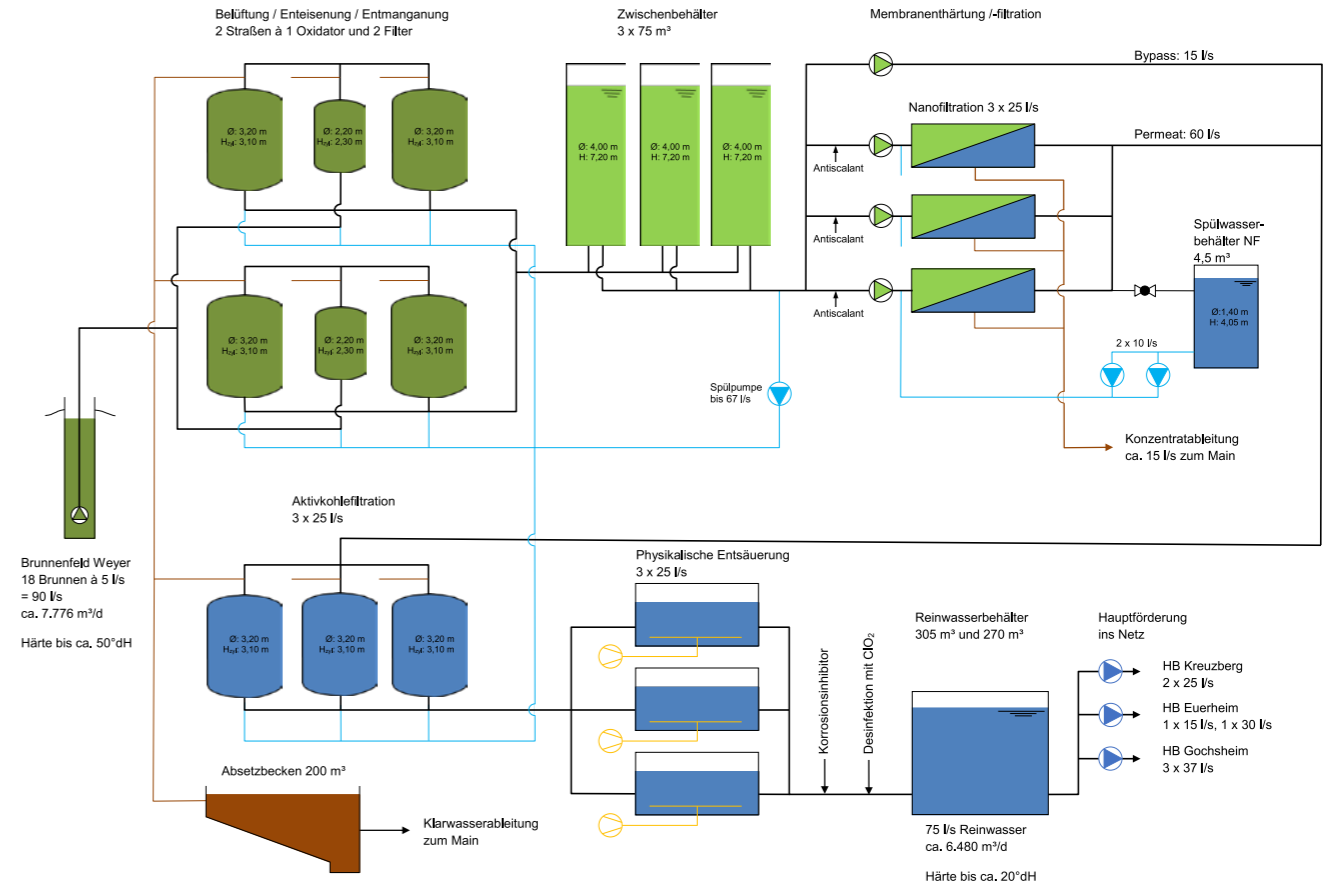 Belüftung / Enteisenung / Entmanganung
2 Straßen à 1 Oxidator und 2 Filter
Zwischenbehälter
3 x 75 m³
Membranenthärtung /-filtration
Bypass: 15 l/s
Nanofiltration 3 x 25 l/s
Permeat: 60 l/s
Ø: 3,20 m
Hzyl: 3,10 m
Ø: 2,20 m
Hzyl: 2,30 m
Ø: 3,20 m
Hzyl: 3,10 m
Ø: 4,00 m
H: 7,20 m
Ø: 4,00 m
H: 7,20 m
Ø: 4,00 m
H: 7,20 m
Antiscalant
Antiscalant
Antiscalant
Spülwasser-
behälter NF
4,5 m³
Ø:1,40 m
H: 4,05 m
2 x 10 l/s
Ø: 3,20 m
Hzyl: 3,10 m
Ø: 2,20 m
Hzyl: 2,30 m
Ø: 3,20 m
Hzyl: 3,10 m
Spülpumpe
bis 67 l/s
Konzentratableitung
ca. 15 l/s zum Main
Brunnenfeld Weyer
18 Brunnen à 5 l/s
= 90 l/s
ca. 7.776 m³/d
Härte bis ca. 50°dH
Aktivkohlefiltration
3 x 25 l/s
Ø: 3,20 m
Hzyl: 3,10 m
Ø: 3,20 m
Hzyl: 3,10 m
Ø: 3,20 m
Hzyl: 3,10 m
Physikalische Entsäuerung
3 x 25 l/s
Korrosionsinhibitor
Desinfektion mit ClO₂
Reinwasserbehälter
305 m³ und 270 m³
Hauptförderung
ins Netz
HB Kreuzberg
2 x 25 l/s
HB Euerheim
1 x 15 l/s, 1 x 30 l/s
HB Gochsheim
3 x 37 l/s
Absetzbecken 200 m³
Klarwasserableitung
zum Main
75 l/s Reinwasser
ca. 6.480 m³/d
Härte bis ca. 20°dH